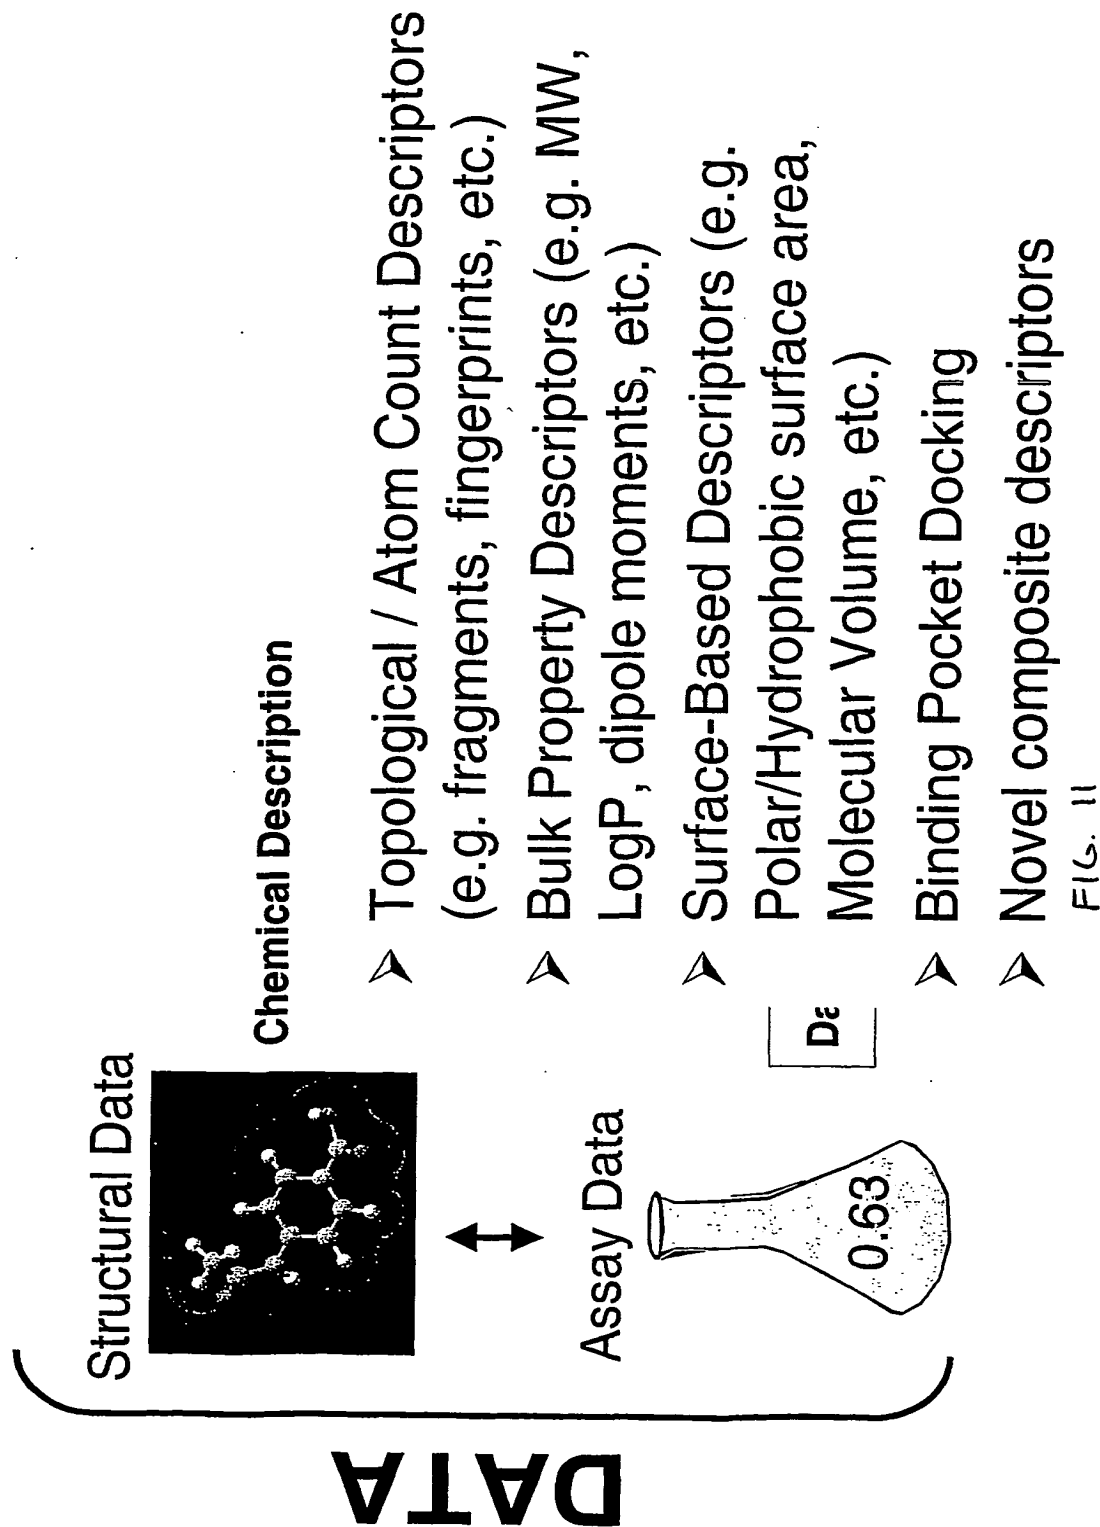 DATA
Structural Data
Assay Data
0.63
Chemical Description
➤ Topological / Atom Count Descriptors
(e.g. fragments, fingerprints, etc.)
➤ Bulk Property Descriptors (e.g. MW,
LogP, dipole moments, etc.)
➤ Surface-Based Descriptors (e.g.
Polar/Hydrophobic surface area,
Molecular Volume, etc.)
➤ Binding Pocket Docking
➤ Novel composite descriptors
FIG. 11